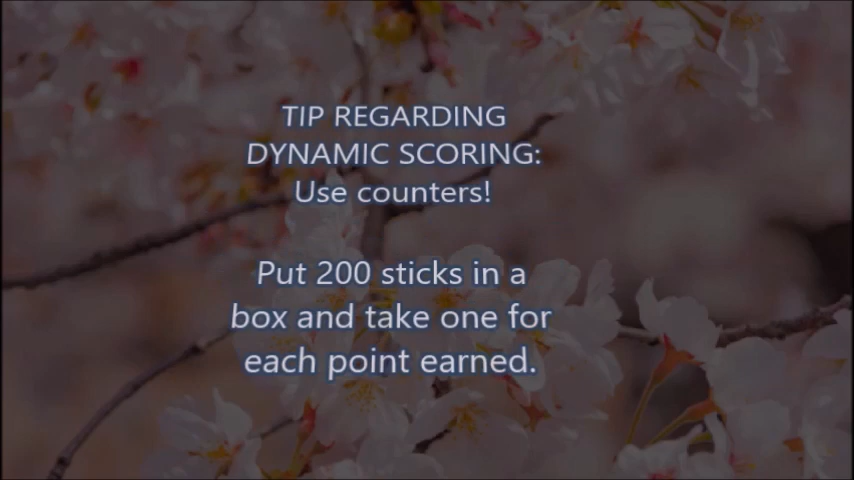 TIP REGARDING
DYNAMIC SCORING:
Use counters!
Put 200 sticks in a
box and take one for
each point earned.